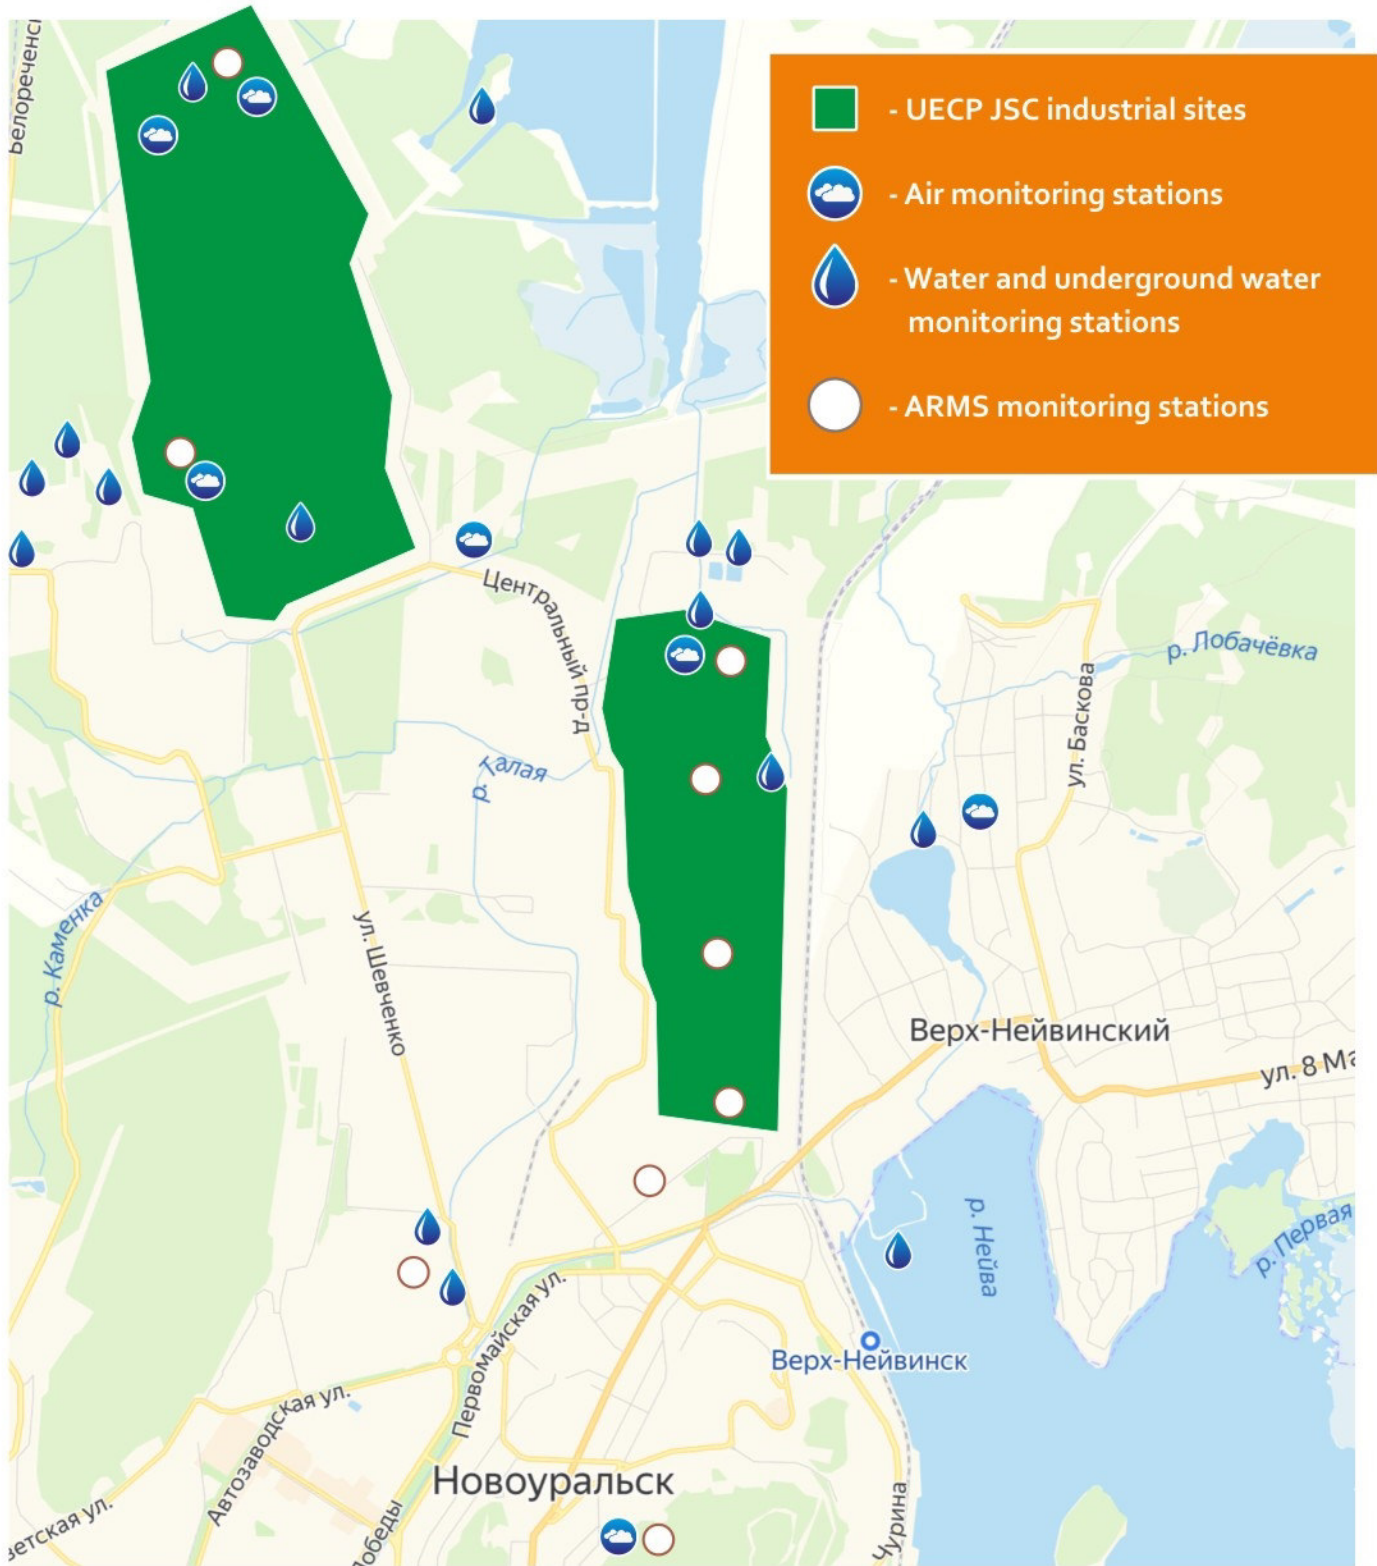 Белореченс
- UECP JSC industrial sites
- Air monitoring stations
- Water and underground water
monitoring stations
- ARMS monitoring stations
Центральный пр-д
р. Лобачёвка
ул. Баскова
р. Талая
р. Каменка
ул. Шевченко
Верх-Нейвинский
ул. 8 Ма
р. Нейва
р. Первая
Первомайская ул.
Верх-Нейвинск
Автозаводская ул.
Новоуральск
ветская ул.
обеды
Чурина